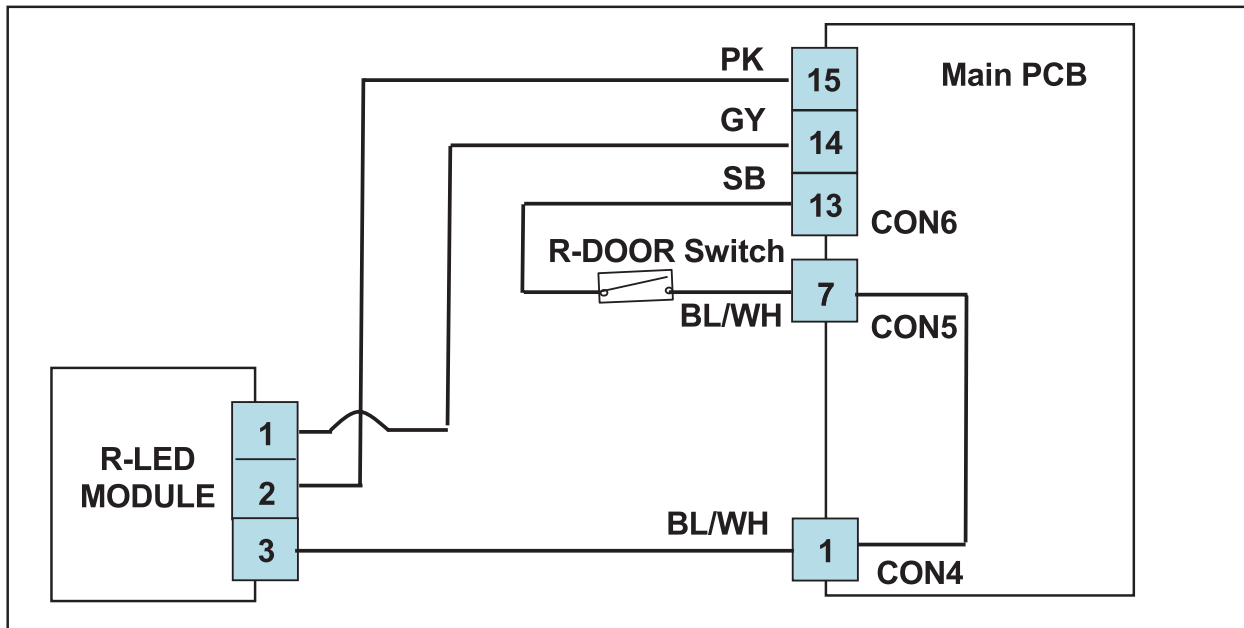 PK
15
Main PCB
GY
14
SB
13
CON6
R-DOOR Switch
7
BL/WH
CON5
1
R-LED
MODULE
2
3
BL/WH
1
CON4